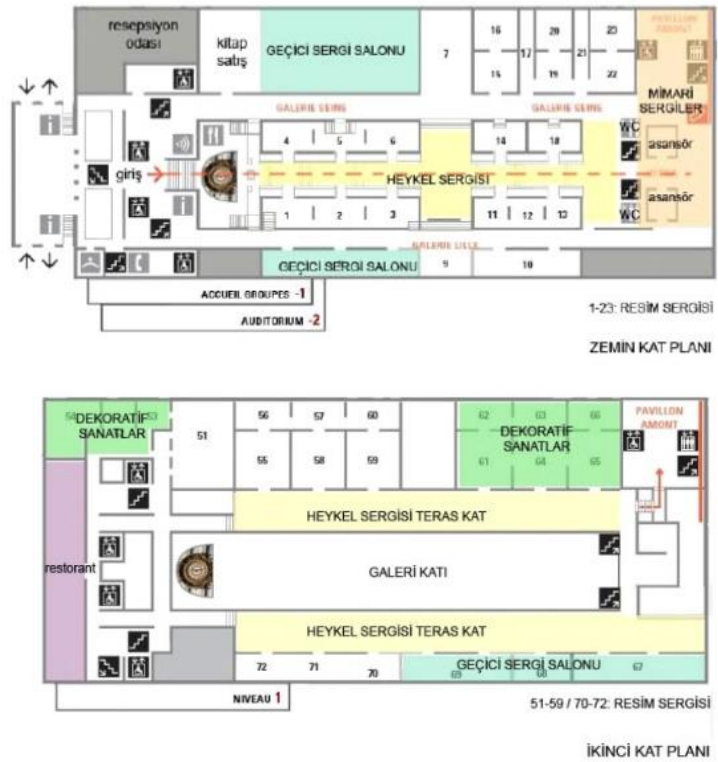 resepsiyon
odası
kitap
satış
GEÇİCİ SERGİ SALONU
7
16
17
20
21
23
15
19
22
PAVILLON
AMONT
MİMARİ
SERGİLER
GALERIE SEINE
GALERIE SEINE
4
5
6
14
18
WC
asansör
giriş
HEYKEL SERGİSİ
asansör
1
2
3
11
12
13
WC
GALERIE LILLE
GEÇİCİ SERGİ SALONU
9
10
ACCUEIL GROUPES -1
AUDITORIUM -2
1-23: RESİM SERGİSİ
ZEMİN KAT PLANI
53
DEKORATİF
SANATLAR
51
56
57
60
55
58
59
62
63
66
DEKORATİF
SANATLAR
61
64
65
PAVILLON
AMONT
HEYKEL SERGİSİ TERAS KAT
restorant
GALERİ KATI
HEYKEL SERGİSİ TERAS KAT
72
71
70
69
GEÇİCİ SERGİ SALONU
68
67
NIVEAU 1
51-59 / 70-72: RESİM SERGİSİ
İKİNCİ KAT PLANI